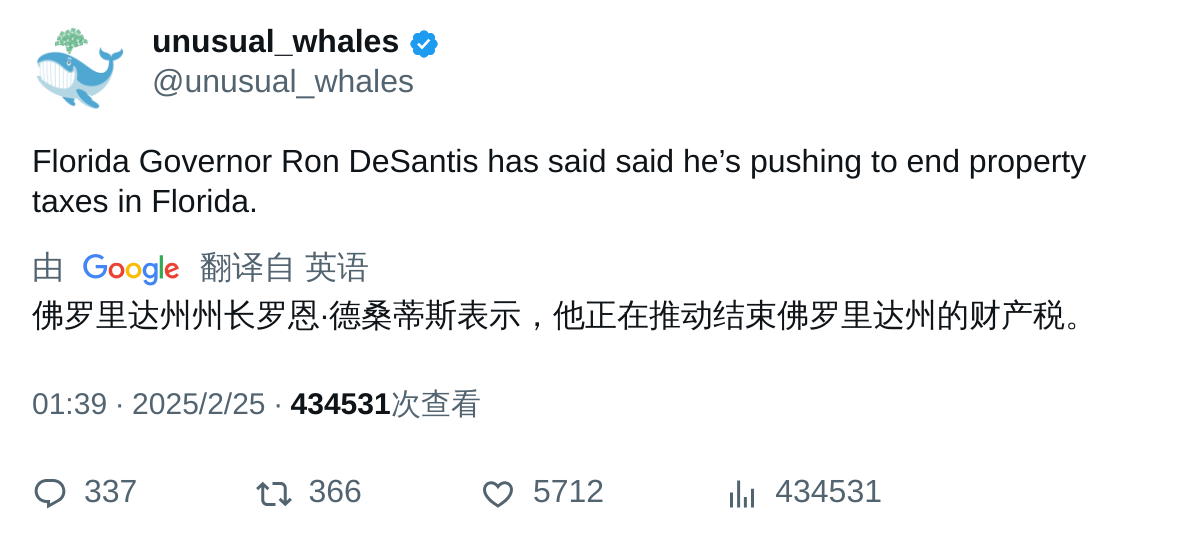 unusual_whales
@unusual_whales
Florida Governor Ron DeSantis has said said he’s pushing to end property
taxes in Florida.
由 Google 翻译自 英语
佛罗里达州州长罗恩·德桑蒂斯表示，他正在推动结束佛罗里达州的财产税。
01:39 · 2025/2/25 · 434531次查看
337 366 5712 434531